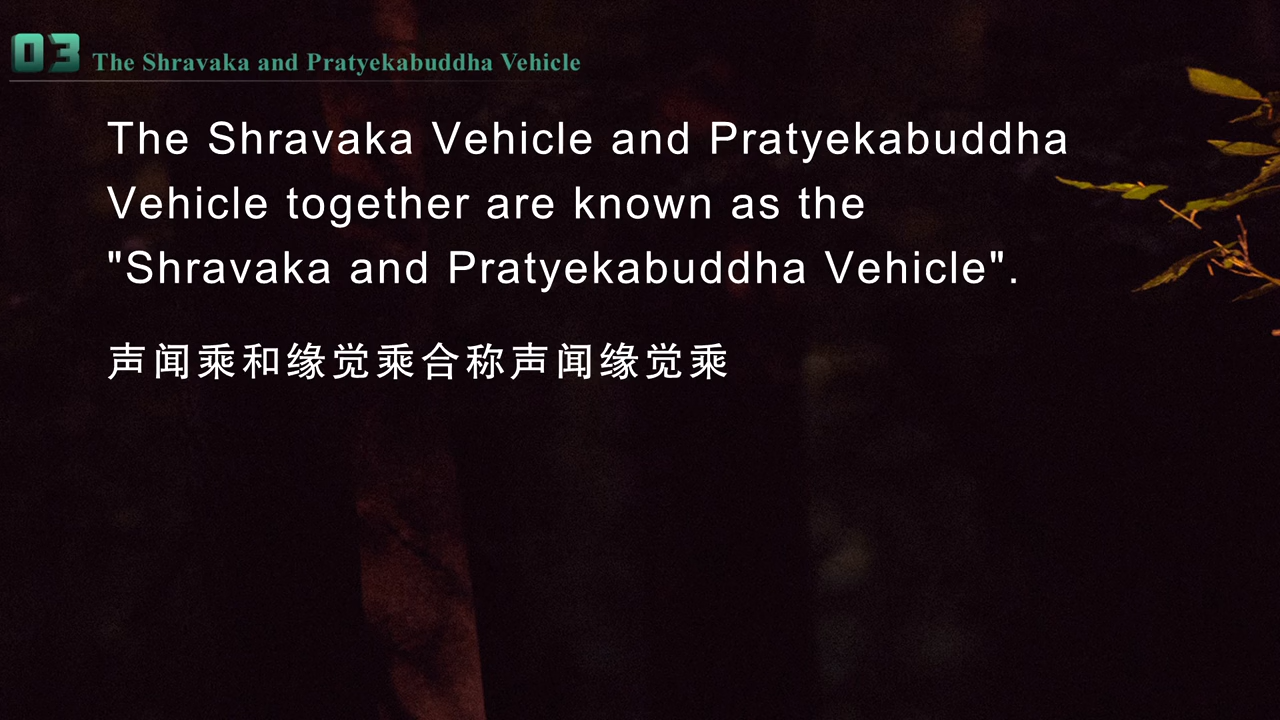 03 The Shravaka and Pratyekabuddha Vehicle
The Shravaka Vehicle and Pratyekabuddha
Vehicle together are known as the
"Shravaka and Pratyekabuddha Vehicle".
声闻乘和缘觉乘合称声闻缘觉乘